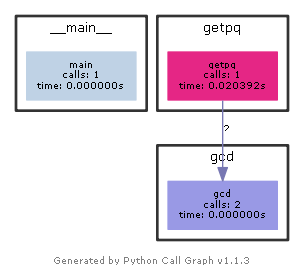 __main__
main
calls: 1
time: 0.000000s
getpq
getpq
calls: 1
time: 0.020392s
?
gcd
gcd
calls: 2
time: 0.000000s
Generated by Python Call Graph v1.1.3